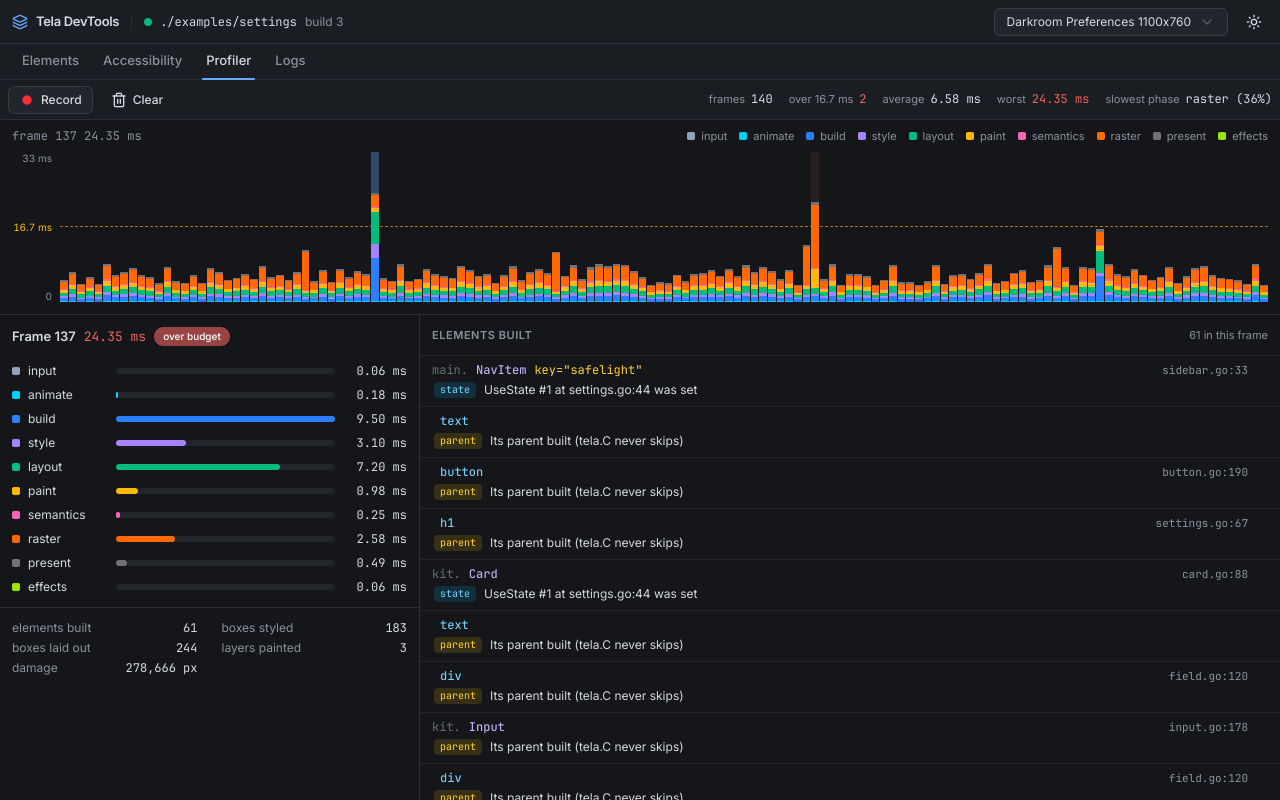 Tela DevTools ./examples/settings build 3 Darkroom Preferences 1100x760
Elements Accessibility Profiler Logs
Record Clear frames 140 over 16.7 ms 2 average 6.58 ms worst 24.35 ms slowest phase raster (36%)
frame 137 24.35 ms input animate build style layout paint semantics raster present effects
33 ms
16.7 ms
0
Frame 137 24.35 ms over budget
input 0.06 ms
animate 0.18 ms
build 9.50 ms
style 3.10 ms
layout 7.20 ms
paint 0.98 ms
semantics 0.25 ms
raster 2.58 ms
present 0.49 ms
effects 0.06 ms
elements built 61 boxes styled 183
boxes laid out 244 layers painted 3
damage 278,666 px
ELEMENTS BUILT 61 in this frame
main. NavItem key="safelight" sidebar.go:33
state UseState #1 at settings.go:44 was set
text
parent Its parent built (tela.C never skips)
button button.go:190
parent Its parent built (tela.C never skips)
h1 settings.go:67
parent Its parent built (tela.C never skips)
kit. Card card.go:88
state UseState #1 at settings.go:44 was set
text
parent Its parent built (tela.C never skips)
div field.go:120
parent Its parent built (tela.C never skips)
kit. Input input.go:178
parent Its parent built (tela.C never skips)
div field.go:120
parent Its parent built (tela.C never skips)